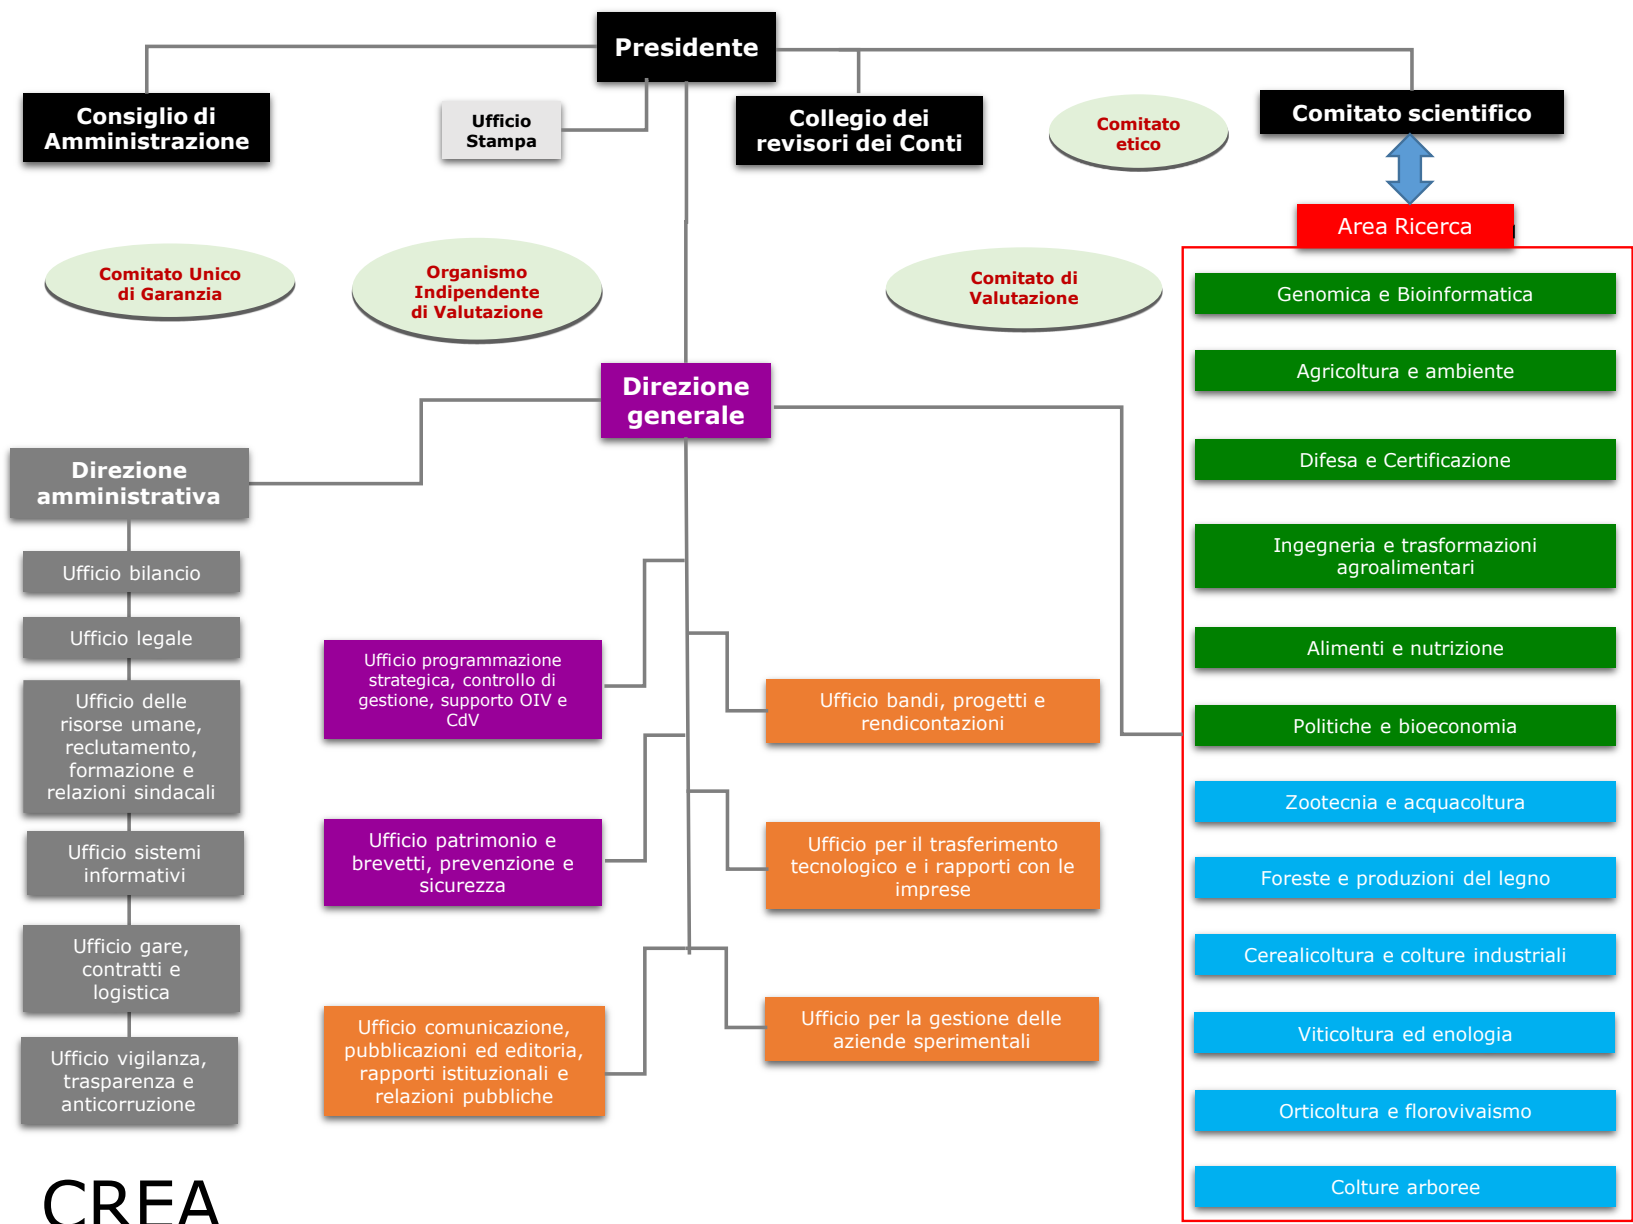 Presidente
Consiglio di
Amministrazione
Ufficio
Stampa
Collegio dei
revisori dei Conti
Comitato
etico
Comitato scientifico
Area Ricerca
Comitato Unico
di Garanzia
Organismo
Indipendente
di Valutazione
Comitato di
Valutazione
Direzione
generale
Direzione
amministrativa
Ufficio bilancio
Ufficio legale
Ufficio delle
risorse umane,
reclutamento,
formazione e
relazioni sindacali
Ufficio sistemi
informativi
Ufficio gare,
contratti e
logistica
Ufficio vigilanza,
trasparenza e
anticorruzione
Ufficio programmazione
strategica, controllo di
gestione, supporto OIV e
CdV
Ufficio patrimonio e
brevetti, prevenzione e
sicurezza
Ufficio comunicazione,
pubblicazioni ed editoria,
rapporti istituzionali e
relazioni pubbliche
Ufficio bandi, progetti e
rendicontazioni
Ufficio per il trasferimento
tecnologico e i rapporti con le
imprese
Ufficio per la gestione delle
aziende sperimentali
Genomica e Bioinformatica
Agricoltura e ambiente
Difesa e Certificazione
Ingegneria e trasformazioni
agroalimentari
Alimenti e nutrizione
Politiche e bioeconomia
Zootecnia e acquacoltura
Foreste e produzioni del legno
Cerealicoltura e colture industriali
Viticoltura ed enologia
Orticoltura e florovivaismo
Colture arboree
CREA